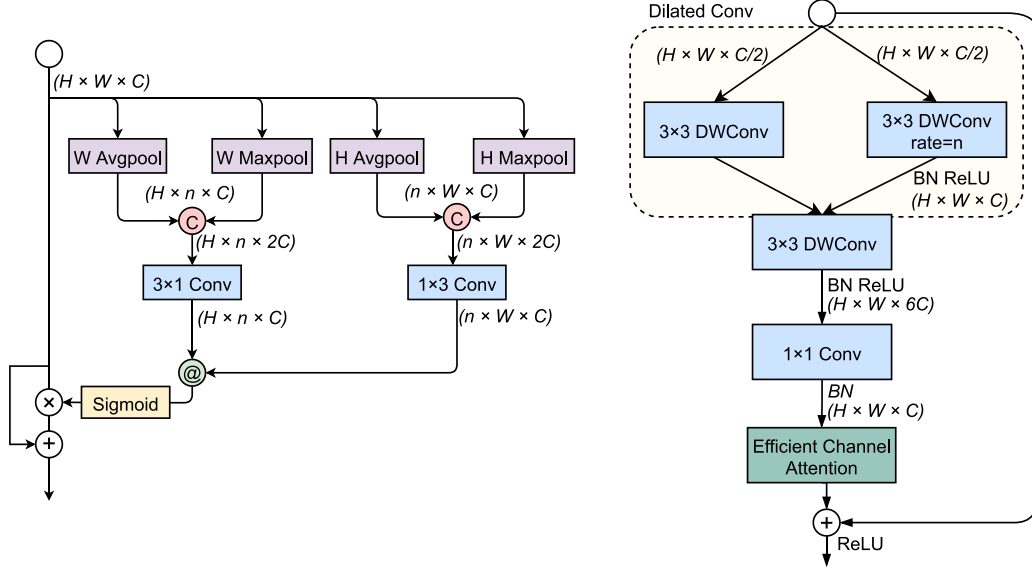 (H × W × C)
W Avgpool
W Maxpool
H Avgpool
H Maxpool
(H × n × C)
(n × W × C)
C
C
(H × n × 2C)
(n × W × 2C)
3×1 Conv
1×3 Conv
(H × n × C)
(n × W × C)
@
Sigmoid
×
+
Dilated Conv
(H × W × C/2)
(H × W × C/2)
3×3 DWConv
3×3 DWConv
rate=n
BN ReLU
(H × W × C)
3×3 DWConv
BN ReLU
(H × W × 6C)
1×1 Conv
BN
(H × W × C)
Efficient Channel
Attention
+
ReLU